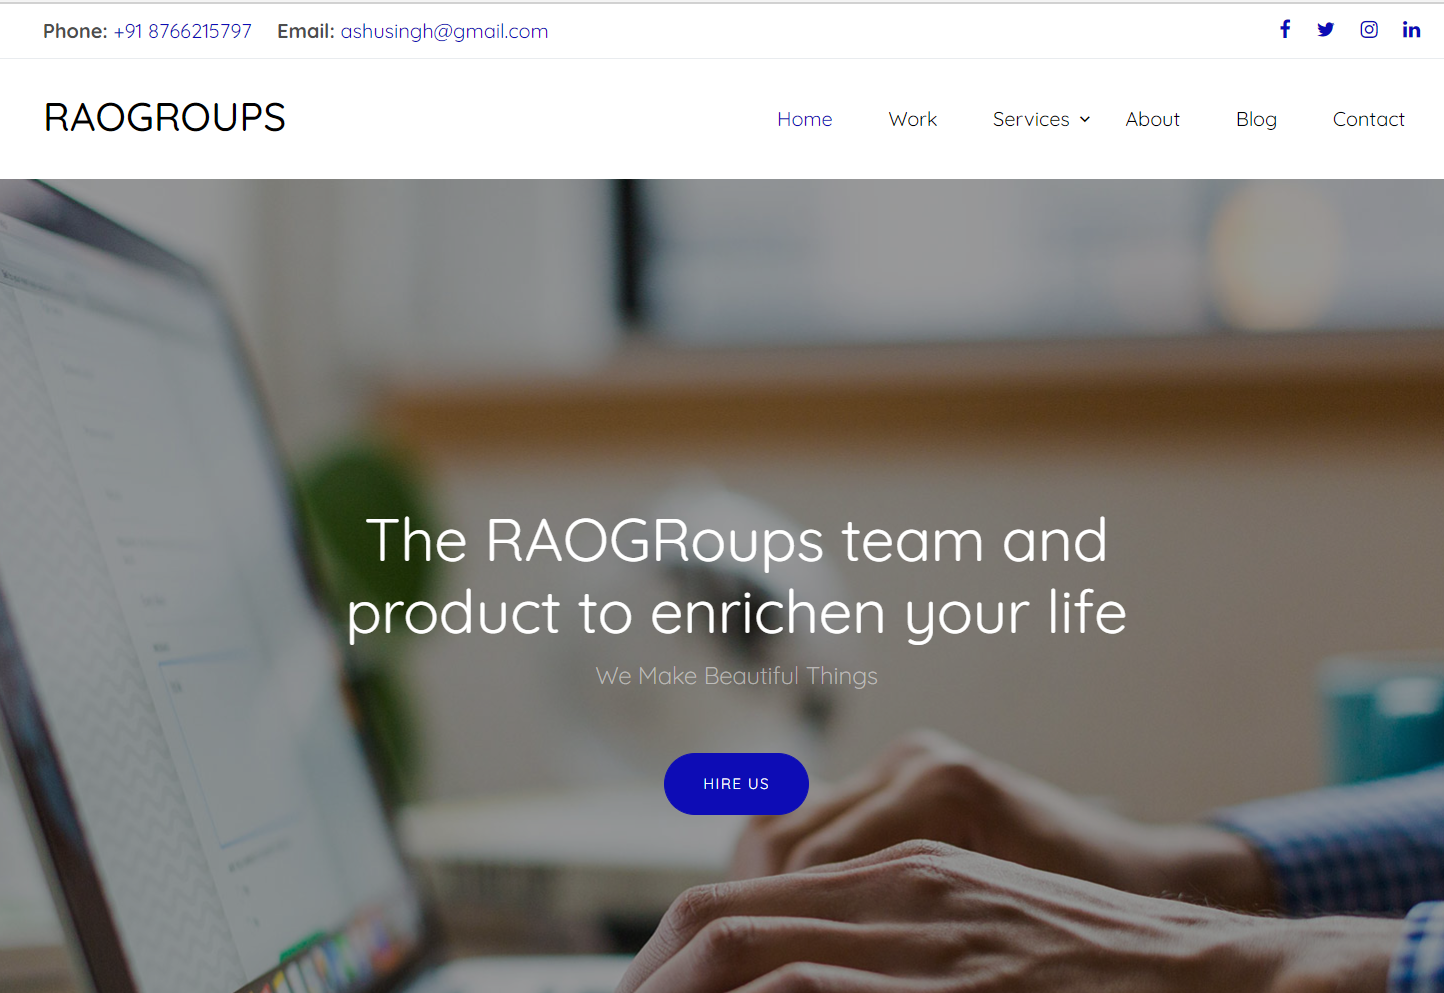 Phone: +91 8766215797 Email: ashusingh@gmail.com
RAOGROUPS
Home Work Services About Blog Contact
The RAOGRoups team and
product to enrichen your life
We Make Beautiful Things
HIRE US